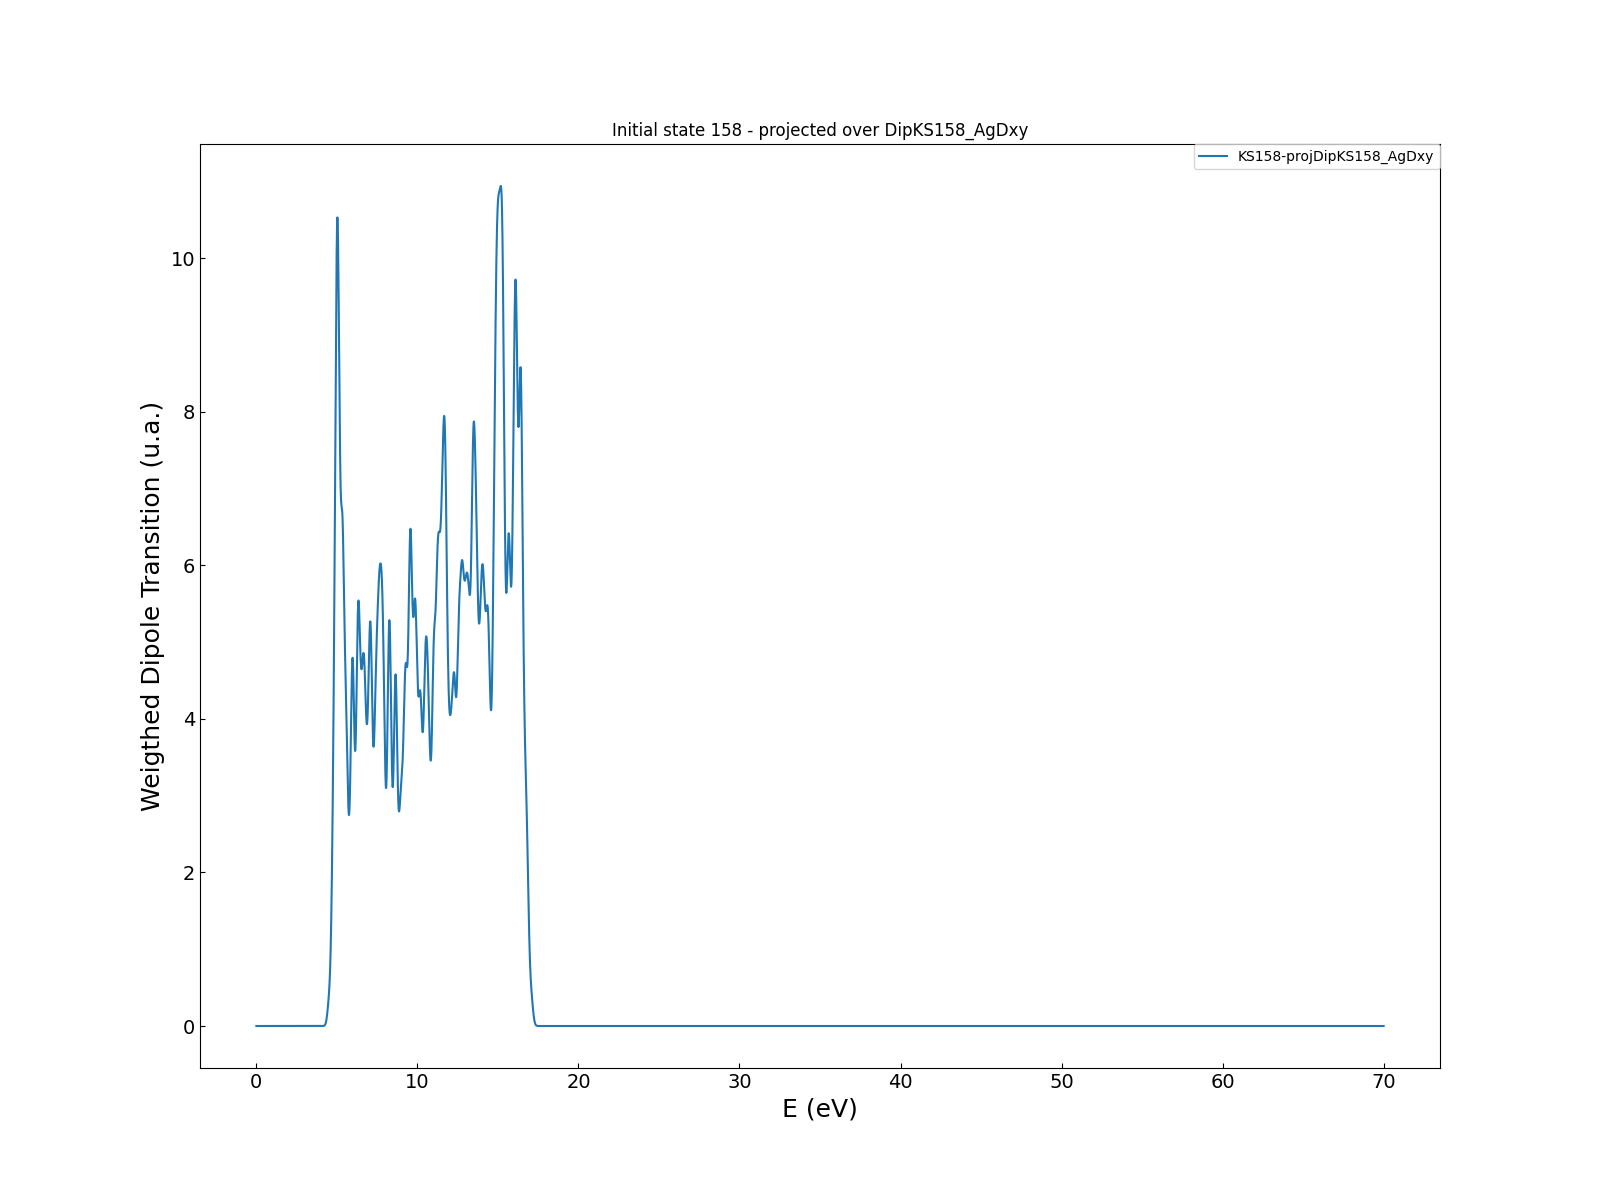 Initial state 158 - projected over DipKS158_AgDxy
KS158-projDipKS158_AgDxy
Weigthed Dipole Transition (u.a.)
10
8
6
4
2
0
0 10 20 30 40 50 60 70
E (eV)